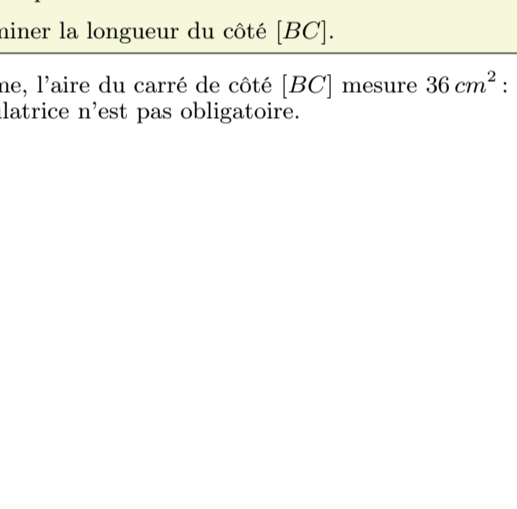 miner la longueur du côté [BC].
me, l'aire du carré de côté [BC] mesure 36 cm² :
latrice n'est pas obligatoire.